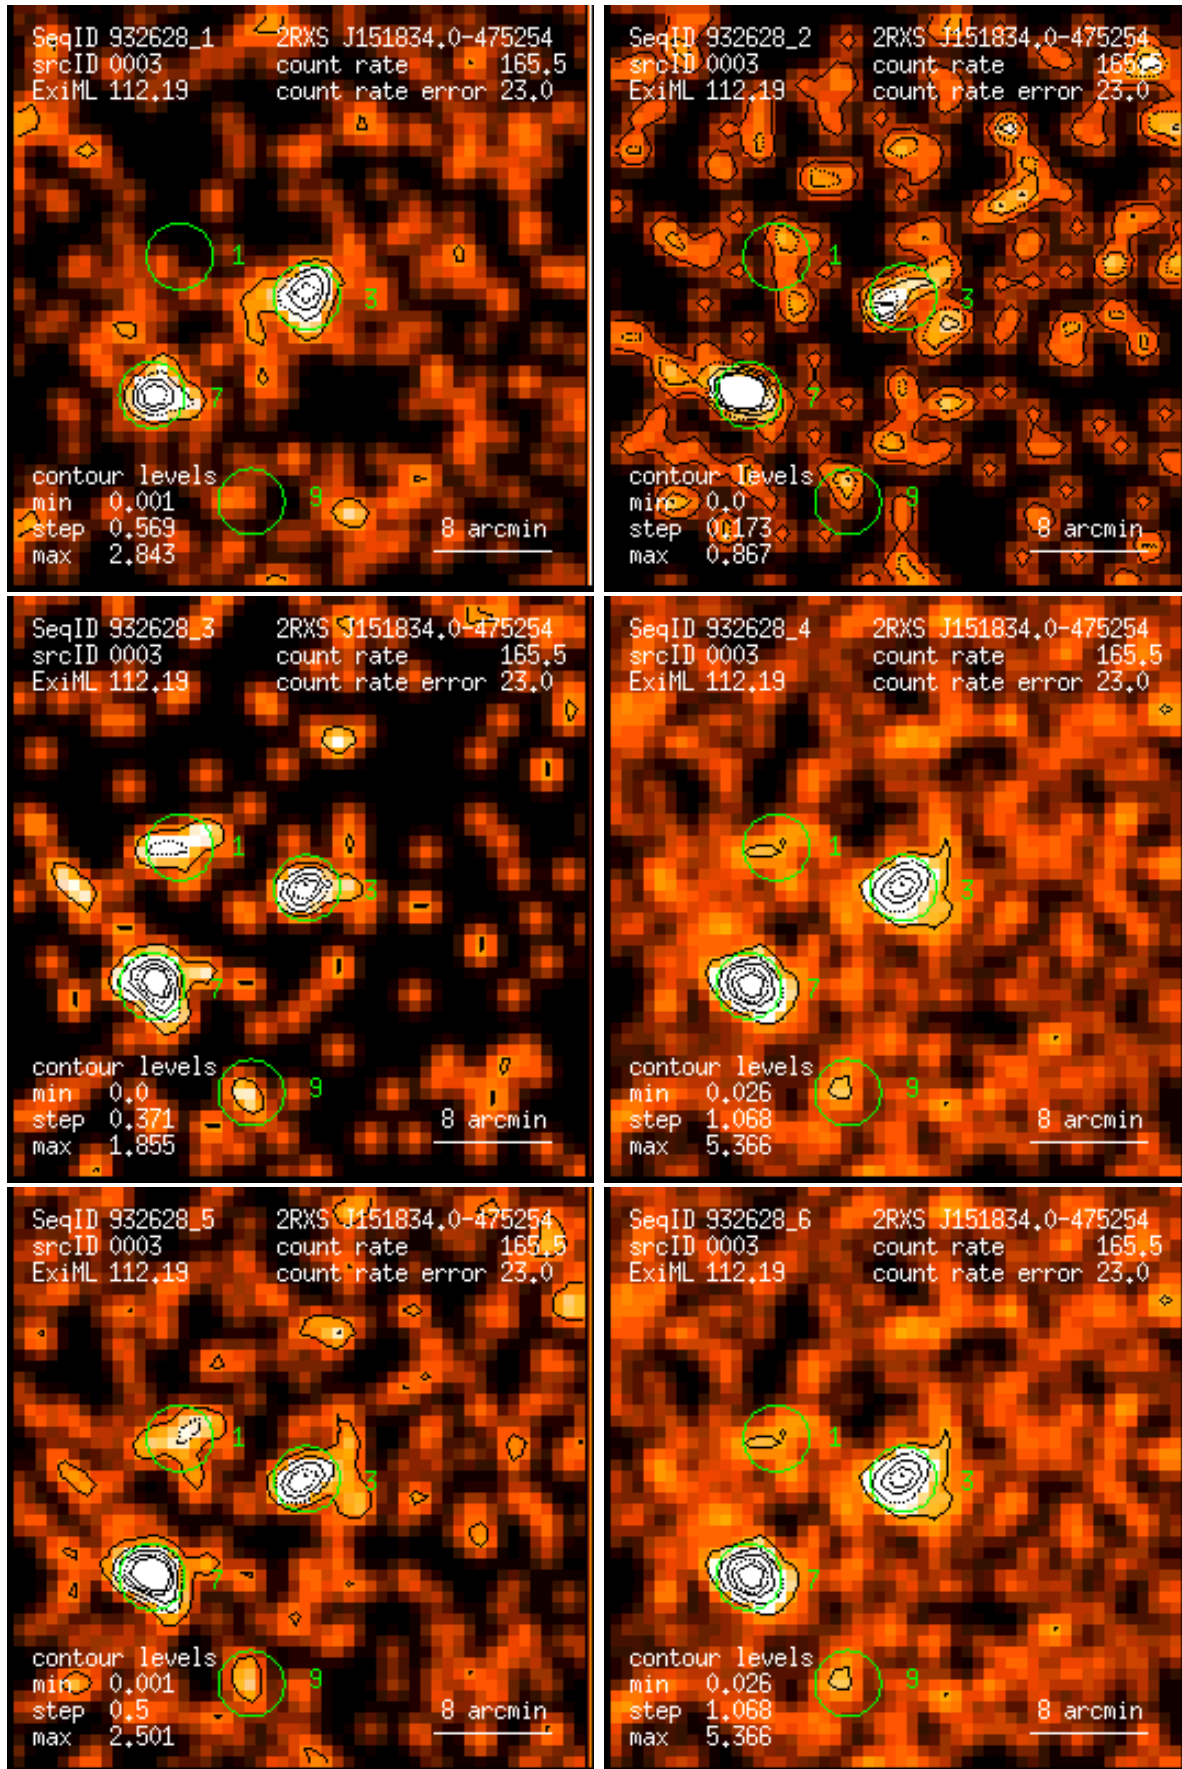 SeqID 932628_1 2RXS J151834.0-475254
srcID 0003 count rate 165.5
ExiML 112.19 count rate error 23.0
1
3
7
contour levels
min 0.001 9
step 0.569 8 arcmin
max 2.843
SeqID 932628_2 2RXS J151834.0-475254
srcID 0003 count rate 165.5
ExiML 112.19 count rate error 23.0
1
3
7
contour levels
min 0.0 9
step 0.173 8 arcmin
max 0.867
SeqID 932628_3 2RXS J151834.0-475254
srcID 0003 count rate 165.5
ExiML 112.19 count rate error 23.0
1
3
7
contour levels
min 0.0 9
step 0.371 8 arcmin
max 1.855
SeqID 932628_4 2RXS J151834.0-475254
srcID 0003 count rate 165.5
ExiML 112.19 count rate error 23.0
1
3
7
contour levels
min 0.026 9
step 1.068 8 arcmin
max 5.366
SeqID 932628_5 2RXS J151834.0-475254
srcID 0003 count rate 165.5
ExiML 112.19 count rate error 23.0
1
3
7
contour levels
min 0.001 9
step 0.5 8 arcmin
max 2.501
SeqID 932628_6 2RXS J151834.0-475254
srcID 0003 count rate 165.5
ExiML 112.19 count rate error 23.0
1
3
7
contour levels
min 0.026 9
step 1.068 8 arcmin
max 5.366